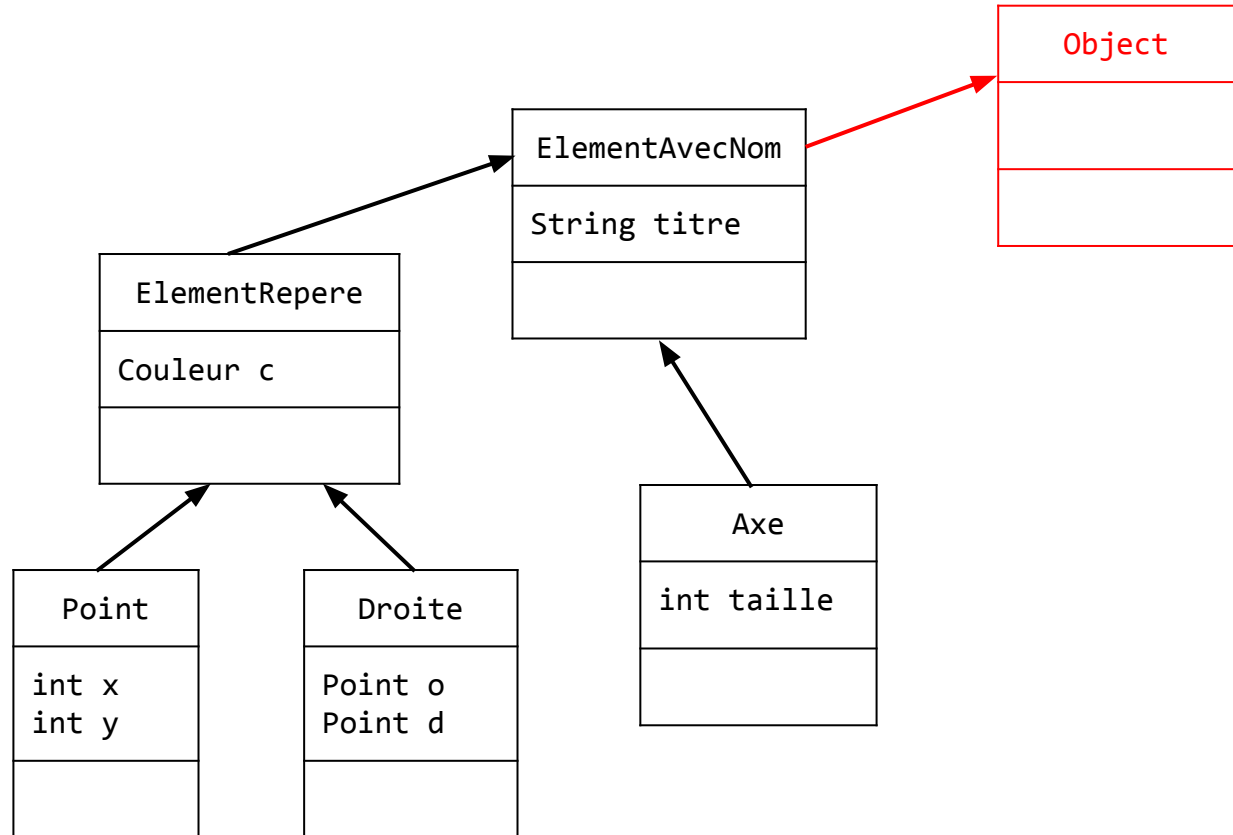 Object
ElementAvecNom
String titre
ElementRepere
Couleur c
Axe
int taille
Point
int x
int y
Droite
Point o
Point d